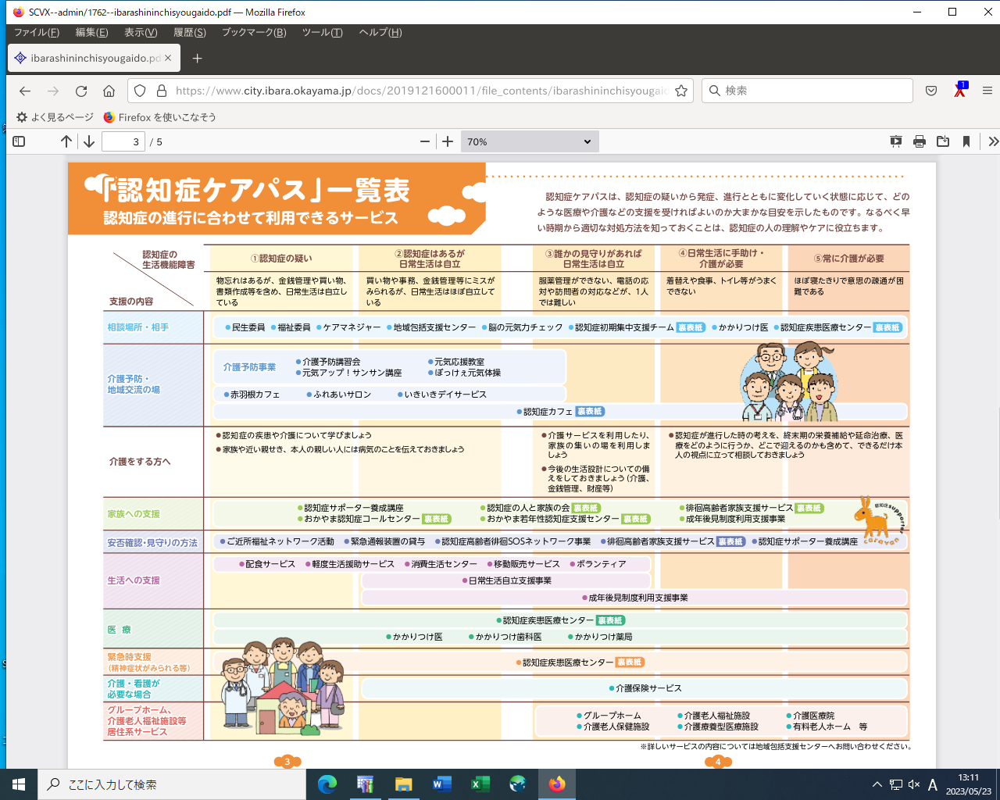 SCVX--admin/1762--ibarashininchisyougaido.pdf — Mozilla Firefox
ファイル(F) 編集(E) 表示(V) 履歴(S) ブックマーク(B) ツール(T) ヘルプ(H)
ibarashininchisyougaido.pd
https://www.city.ibara.okayama.jp/docs/2019121600011/file_contents/ibarashininchisyougaid
検索
1
よく見るページ Firefox を使いこなそう
3 / 5
70%
「認知症ケアパス」一覧表
認知症の進行に合わせて利用できるサービス
認知症ケアパスは、認知症の疑いから発症、進行とともに変化していく状態に応じて、どの
ような医療や介護などの支援を受ければよいのか大まかな目安を示したものです。なるべく早
い時期から適切な対処方法を知っておくことは、認知症の人の理解やケアに役立ちます。
認知症の
生活機能障害
支援の内容
①認知症の疑い
②認知症はあるが
日常生活は自立
③誰かの見守りがあれば
日常生活は自立
④日常生活に手助け・
介護が必要
⑤常に介護が必要
物忘れはあるが、金銭管理や買い物、
書類作成等を含め、日常生活は自立し
ている
買い物や事務、金銭管理等にミスが
みられるが、日常生活はほぼ自立して
いる
服薬管理ができない、電話の応
対や訪問者の対応などが、1人
では難しい
着替えや食事、トイレ等がうまく
できない
ほぼ寝たきりで意思の疎通が困
難である
相談場所・相手
●民生委員 ●福祉委員 ●ケアマネジャー ●地域包括支援センター ●脳の元気力チェック ●認知症初期集中支援チーム 裏表紙 ●かかりつけ医 ●認知症疾患医療センター 裏表紙
介護予防・
地域交流の場
介護予防事業
●介護予防講習会 ●元気応援教室
●元気アップ!サンサン講座 ●ぼっけぇ元気体操
●赤羽根カフェ ●ふれあいサロン ●いきいきデイサービス
●認知症カフェ 裏表紙
介護をする方へ
●認知症の疾患や介護について学びましょう
●家族や近い親せき、本人の親しい人には病気のことを伝えておきましょう
●介護サービスを利用したり、
家族の集いの場を利用しま
しょう
●今後の生活設計についての備
えをしておきましょう(介護、
金銭管理、財産等)
●認知症が進行した時の考えを、終末期の栄養補給や延命治療、医
療をどのように行うか、どこで迎えるのかも含めて、できるだけ本
人の視点に立って相談しておきましょう
家族への支援
●認知症サポーター養成講座 ●認知症の人と家族の会 裏表紙 ●徘徊高齢者家族支援サービス 裏表紙
●おかやま認知症コールセンター 裏表紙 ●おかやま若年性認知症支援センター 裏表紙 ●成年後見制度利用支援事業
認知症supporter
caravan
安否確認・見守りの方法
●ご近所福祉ネットワーク活動 ●緊急通報装置の貸与 ●認知症高齢者徘徊SOSネットワーク事業 ●徘徊高齢者家族支援サービス 裏表紙 ●認知症サポーター養成講座
生活への支援
●配食サービス ●軽度生活援助サービス ●消費生活センター ●移動販売サービス ●ボランティア
●日常生活自立支援事業
●成年後見制度利用支援事業
医 療
●認知症疾患医療センター 裏表紙
●かかりつけ医 ●かかりつけ歯科医 ●かかりつけ薬局
緊急時支援
(精神症状がみられる等)
●認知症疾患医療センター 裏表紙
介護・看護が
必要な場合
●介護保険サービス
グループホーム、
介護老人福祉施設等
居住系サービス
●グループホーム ●介護老人福祉施設 ●介護医療院
●介護老人保健施設 ●介護療養型医療施設 ●有料老人ホーム 等
※詳しいサービスの内容については地域包括支援センターへお問い合わせください。
3 4
ここに入力して検索
A
13:11
2023/05/23